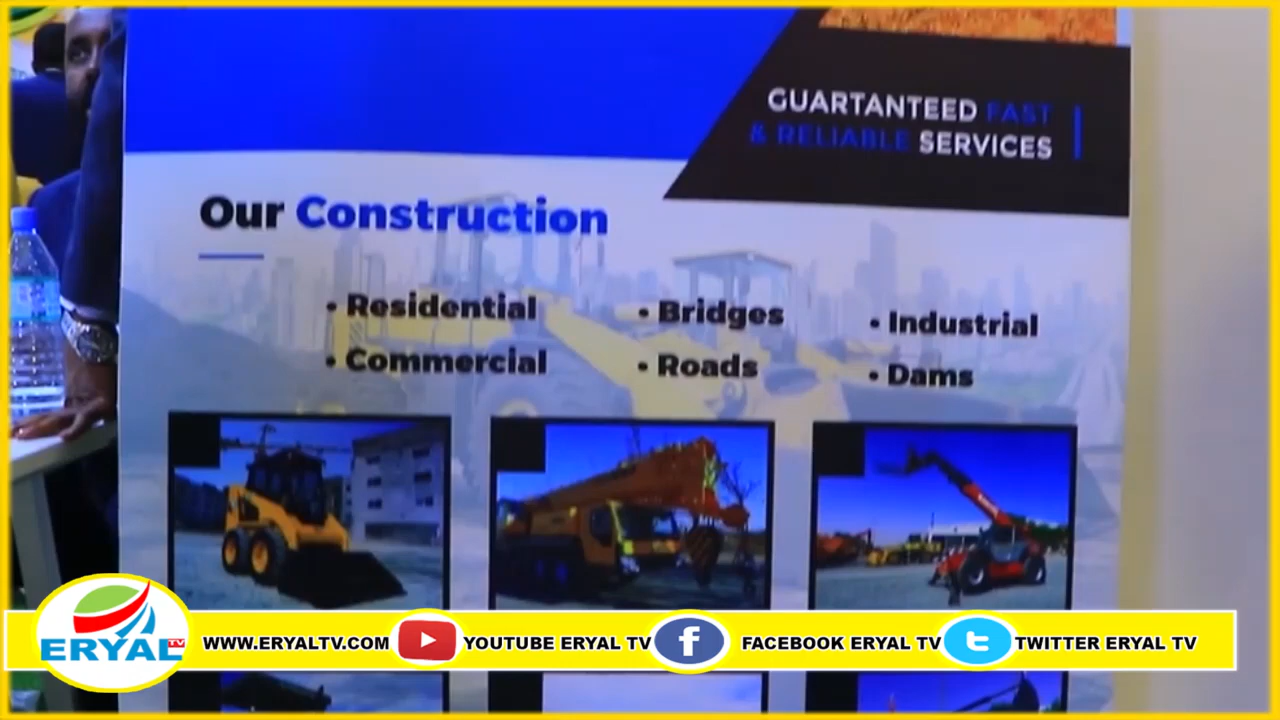 GUARTANTEED FAST
& RELIABLE SERVICES
Our Construction
• Residential
• Commercial
• Bridges
• Roads
• Industrial
• Dams
ERYAL TV
WWW.ERYALTV.COM
YOUTUBE ERYAL TV
FACEBOOK ERYAL TV
TWITTER ERYAL TV